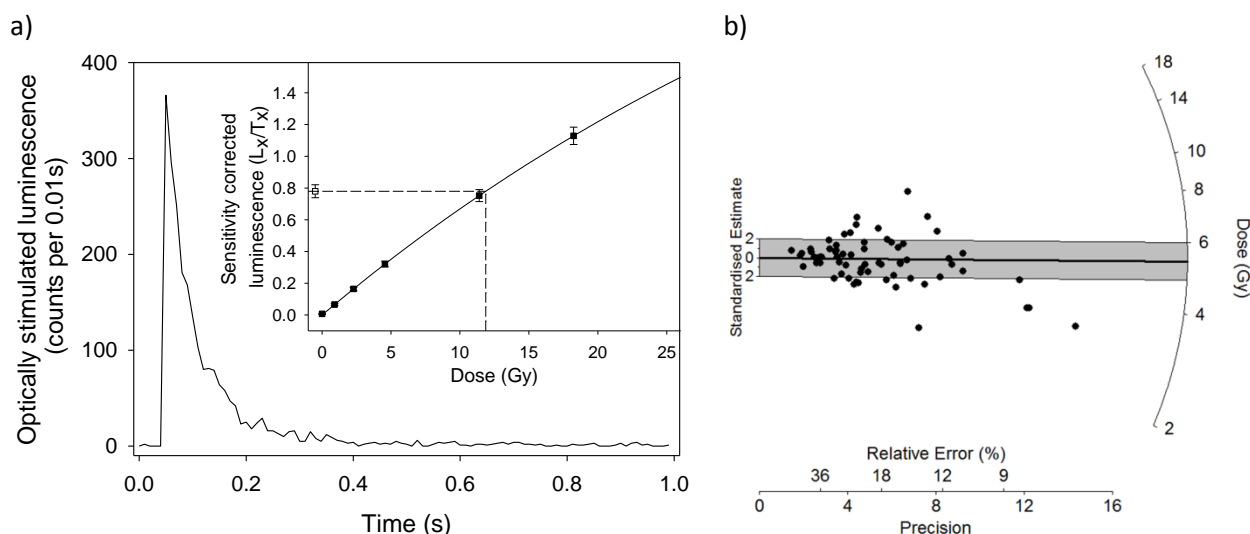 a)
Optically stimulated luminescence
(counts per 0.01s)
400
300
200
100
0
0.0 0.2 0.4 0.6 0.8 1.0
Time (s)
Sensitivity corrected
luminescence (Lx/Tx)
1.4
1.2
1.0
0.8
0.6
0.4
0.2
0.0
0 5 10 15 20 25
Dose (Gy)
b)
Standardised Estimate
2
0
2
18
14
10
8
6
4
2
Dose (Gy)
Relative Error (%)
36 18 12 9
0 4 8 12 16
Precision